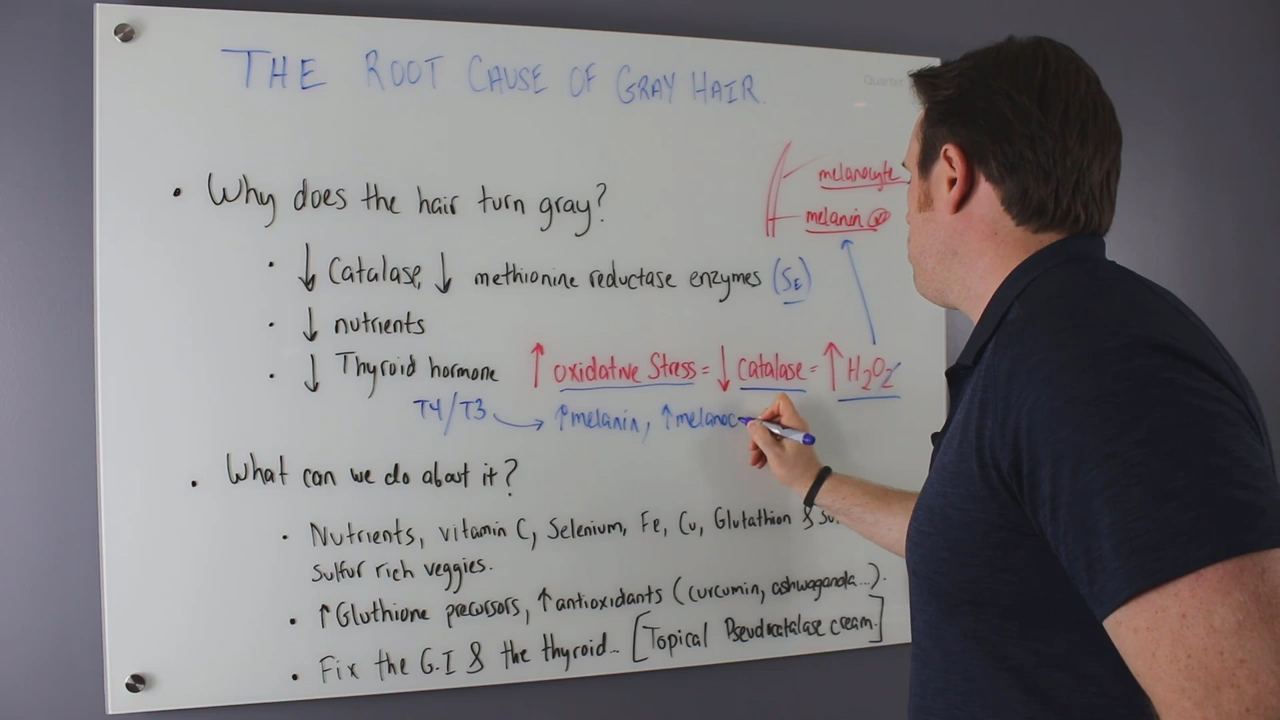 THE ROOT CAUSE OF GRAY HAIR.
• Why does the hair turn gray?
melanocyte
melanin
• ↓ Catalase, ↓ methionine reductase enzymes (SE)
• ↓ nutrients
• ↓ Thyroid hormone
↑ oxidative Stress = ↓ catalase = ↑ H2O2
T4/T3 → ↑melanin, ↑melanoc
• What can we do about it?
• Nutrients, vitamin C, Selenium, Fe, Cu, Glutathion &
Sulfur rich veggies.
• ↑Gluthione precursors, ↑antioxidants (curcumin, ashwaganda...).
• Fix the G.I & the thyroid... [Topical Pseudocatalase cream.]